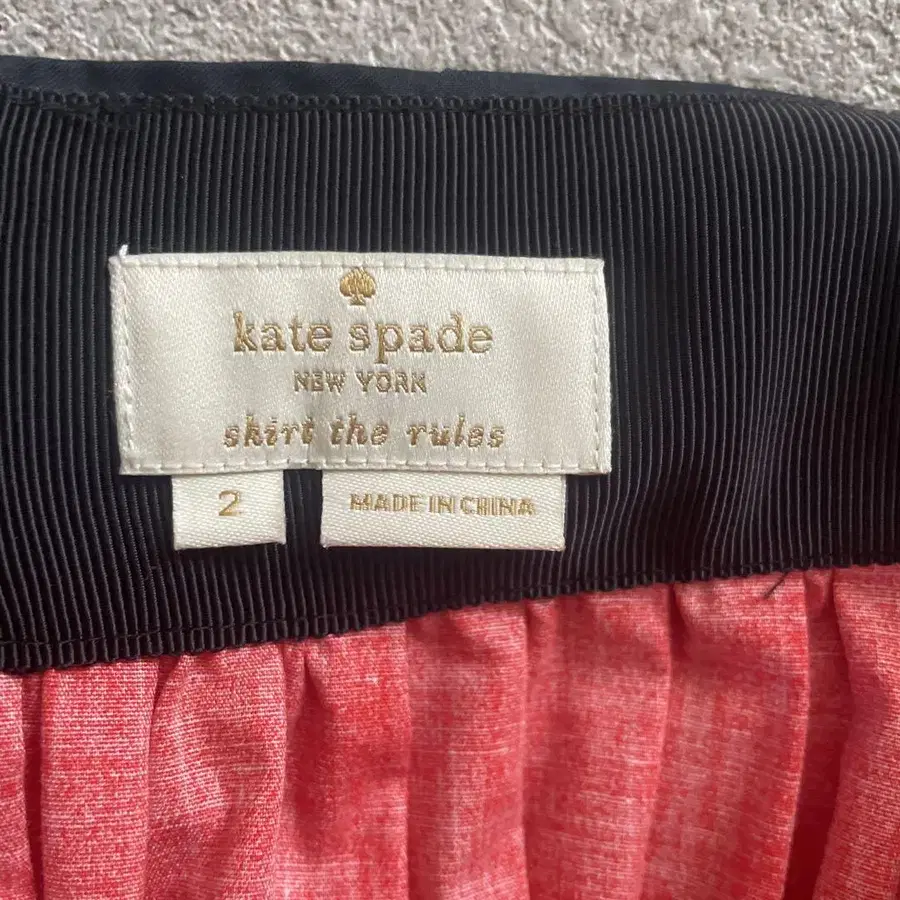 kate spade
NEW YORK
skirt the rules
2
MADE IN CHINA